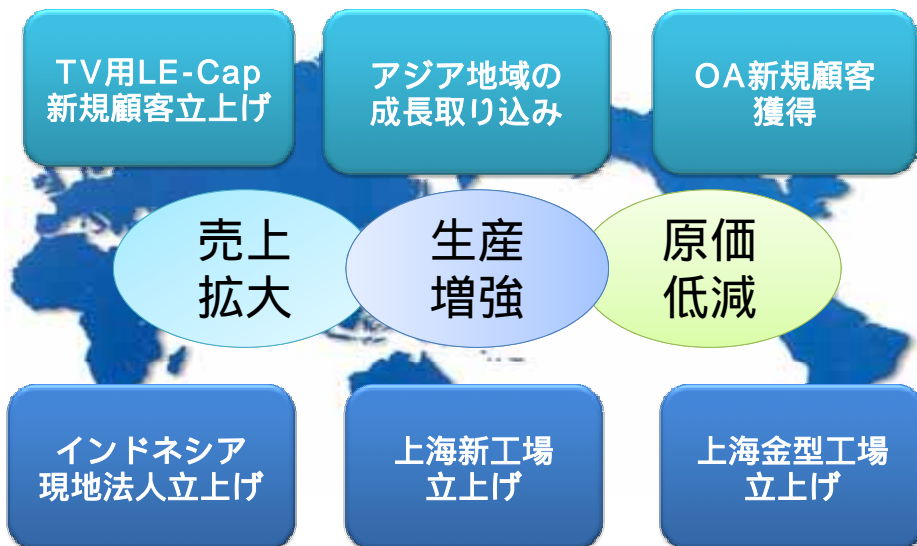 TV用LE-Cap
新規顧客立上げ
アジア地域の
成長取り込み
OA新規顧客
獲得
売上
拡大
生産
増強
原価
低減
インドネシア
現地法人立上げ
上海新工場
立上げ
上海金型工場
立上げ